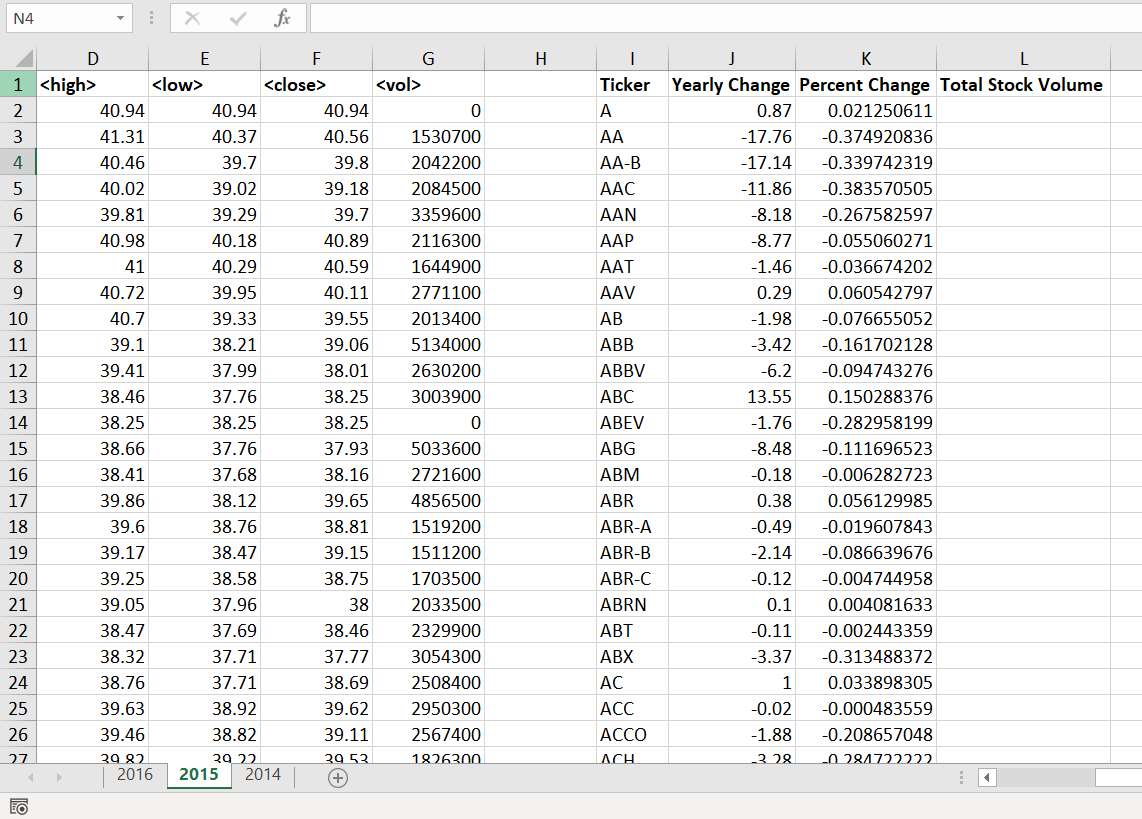 N4 fx
D E F G H I J K L
1 <high> <low> <close> <vol> Ticker Yearly Change Percent Change Total Stock Volume
2 40.94 40.94 40.94 0 A 0.87 0.021250611
3 41.31 40.37 40.56 1530700 AA -17.76 -0.374920836
4 40.46 39.7 39.8 2042200 AA-B -17.14 -0.339742319
5 40.02 39.02 39.18 2084500 AAC -11.86 -0.383570505
6 39.81 39.29 39.7 3359600 AAN -8.18 -0.267582597
7 40.98 40.18 40.89 2116300 AAP -8.77 -0.055060271
8 41 40.29 40.59 1644900 AAT -1.46 -0.036674202
9 40.72 39.95 40.11 2771100 AAV 0.29 0.060542797
10 40.7 39.33 39.55 2013400 AB -1.98 -0.076655052
11 39.1 38.21 39.06 5134000 ABB -3.42 -0.161702128
12 39.41 37.99 38.01 2630200 ABBV -6.2 -0.094743276
13 38.46 37.76 38.25 3003900 ABC 13.55 0.150288376
14 38.25 38.25 38.25 0 ABEV -1.76 -0.282958199
15 38.66 37.76 37.93 5033600 ABG -8.48 -0.111696523
16 38.41 37.68 38.16 2721600 ABM -0.18 -0.006282723
17 39.86 38.12 39.65 4856500 ABR 0.38 0.056129985
18 39.6 38.76 38.81 1519200 ABR-A -0.49 -0.019607843
19 39.17 38.47 39.15 1511200 ABR-B -2.14 -0.086639676
20 39.25 38.58 38.75 1703500 ABR-C -0.12 -0.004744958
21 39.05 37.96 38 2033500 ABRN 0.1 0.004081633
22 38.47 37.69 38.46 2329900 ABT -0.11 -0.002443359
23 38.32 37.71 37.77 3054300 ABX -3.37 -0.313488372
24 38.76 37.71 38.69 2508400 AC 1 0.033898305
25 39.63 38.92 39.62 2950300 ACC -0.02 -0.000483559
26 39.46 38.82 39.11 2567400 ACCO -1.88 -0.208657048
27 39.82 39.22 39.53 1826300 ACH -3.28 -0.284722222
2016 2015 2014